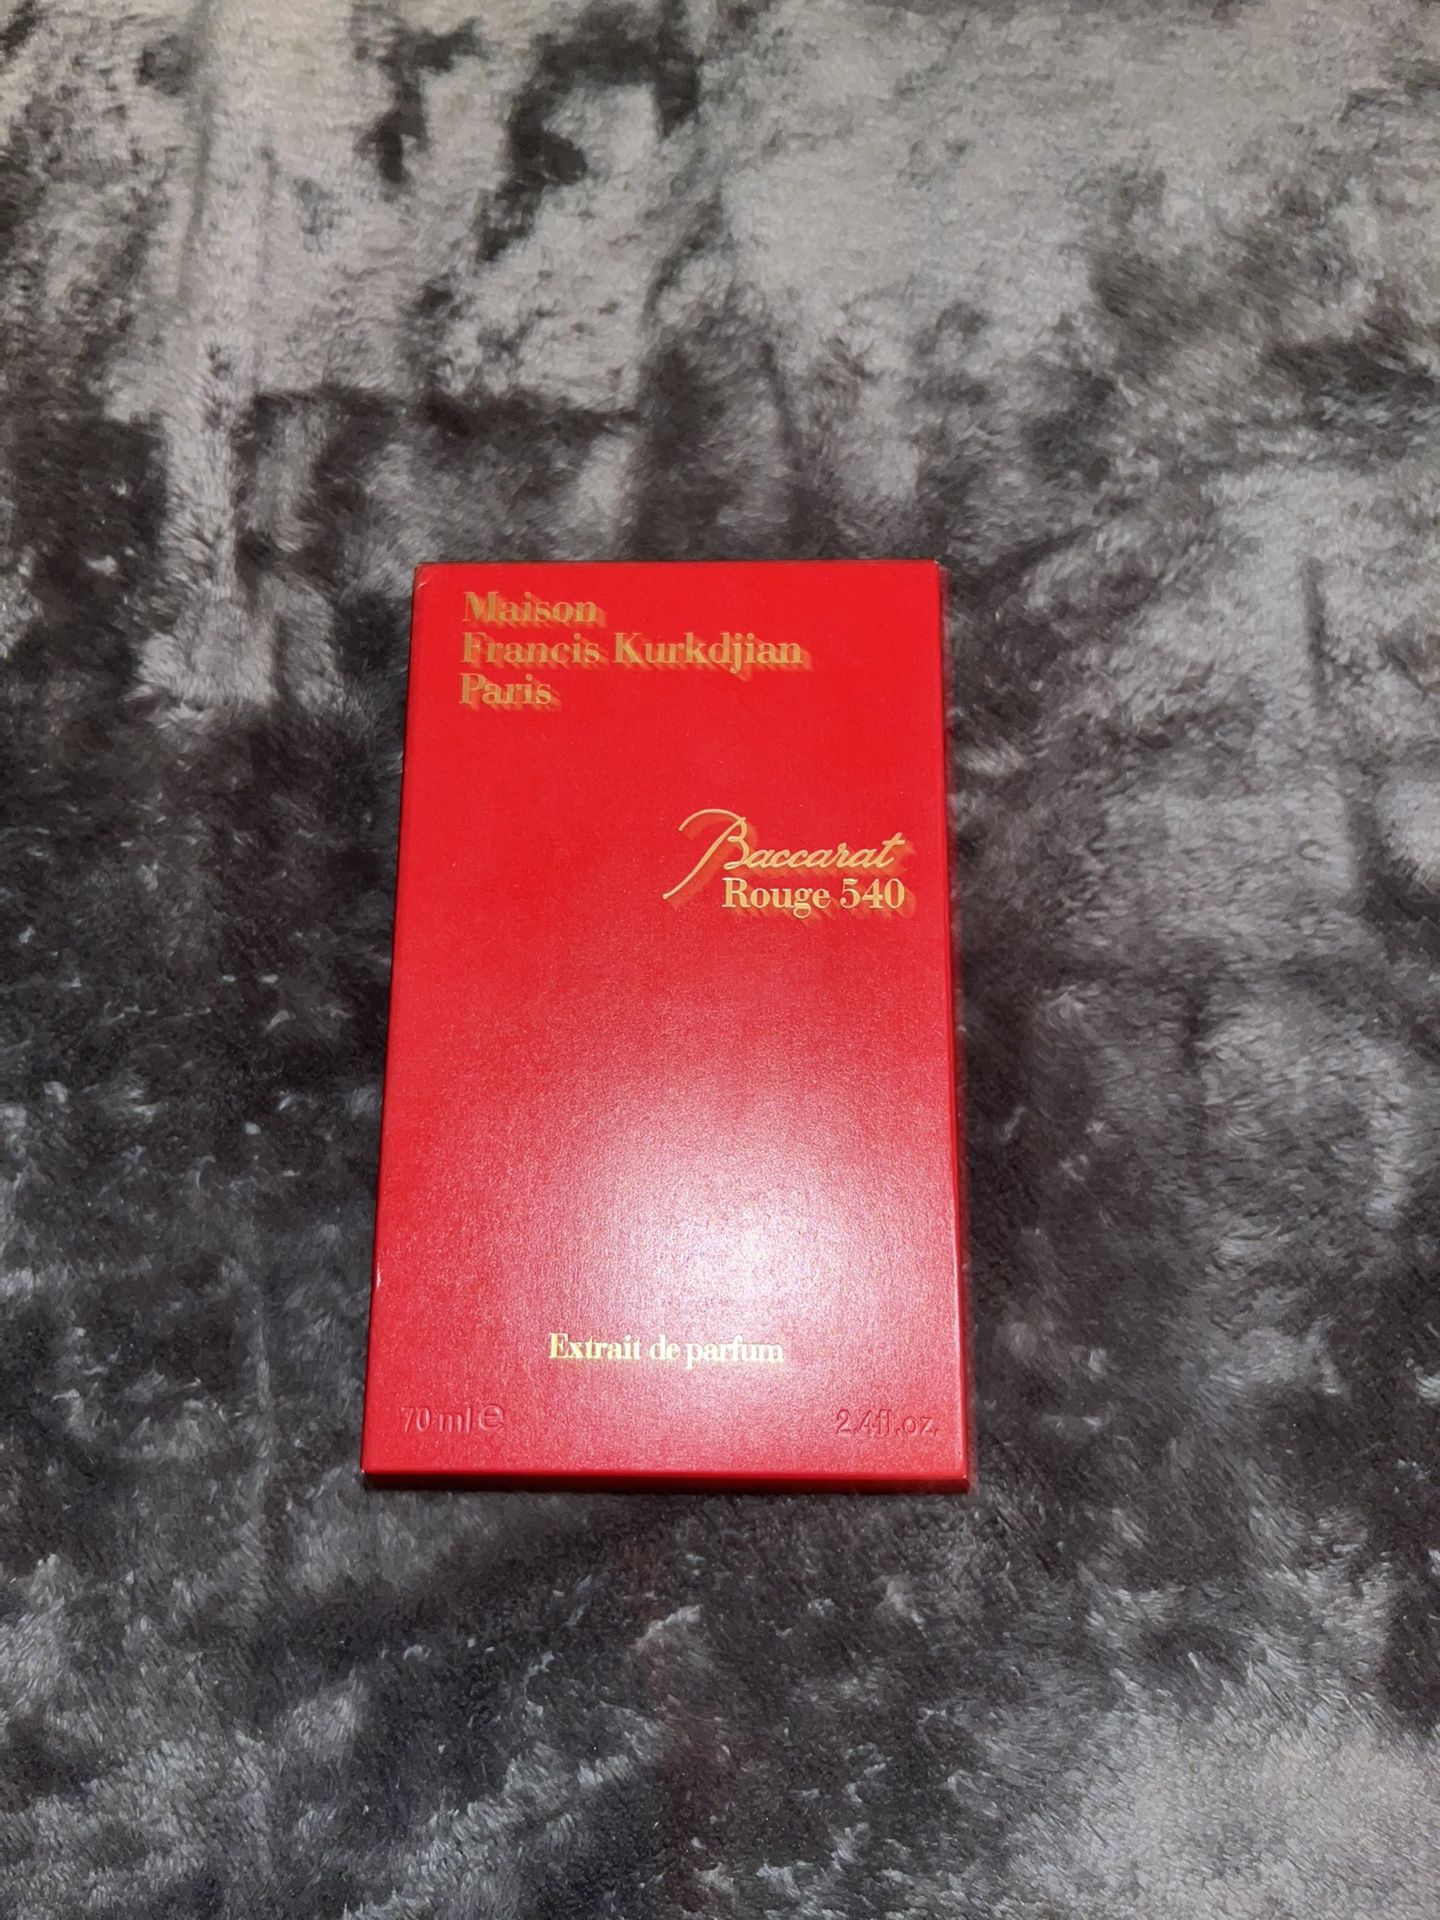 Maison
Francis Kurkdjian
Paris
Baccarat
Rouge 540
Extrait de parfum
70 ml ℮
2.4fl.oz.